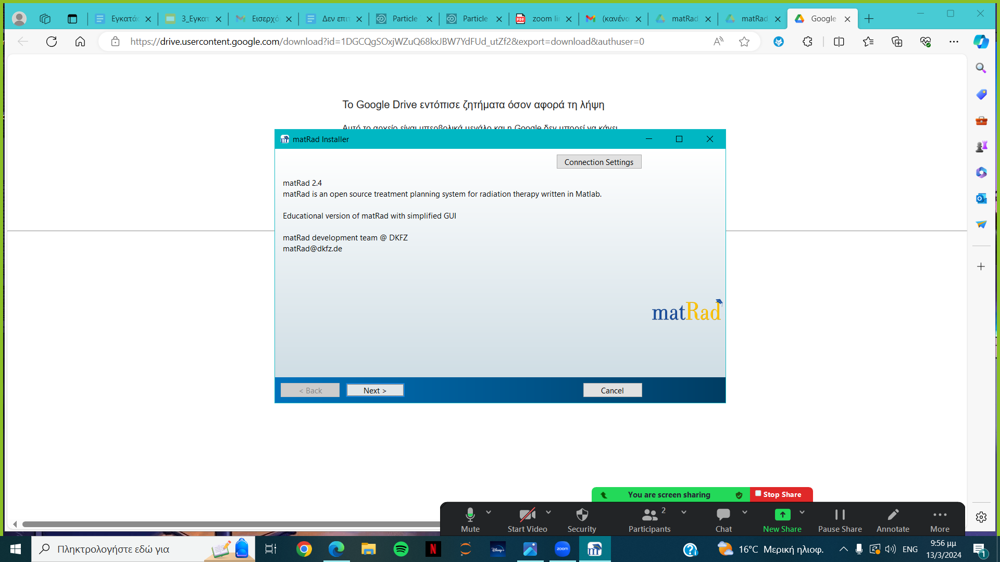 Εγκατάσ
3_Εγκατ
Εισερχό
Δεν επιτ
Particle
Particle
zoom li
(κανένα
matRad
matRad
Google
https://drive.usercontent.google.com/download?id=1DGCQgSOxjWZuQ68kxJBW7YdFUd_utZf2&export=download&authuser=0
Το Google Drive εντόπισε ζητήματα όσον αφορά τη λήψη
Αυτό το αρχείο είναι υπερβολικά μεγάλο και η Google δεν μπορεί να κάνει
matRad Installer
Connection Settings
matRad 2.4
matRad is an open source treatment planning system for radiation therapy written in Matlab.
Educational version of matRad with simplified GUI
matRad development team @ DKFZ
matRad@dkfz.de
matRad
< Back
Next >
Cancel
You are screen sharing
Stop Share
Mute
Start Video
Security
Participants
2
Chat
New Share
Pause Share
Annotate
More
Πληκτρολογήστε εδώ για
zoom
16°C Μερική ηλιοφ.
ENG
9:56 μμ
13/3/2024
1